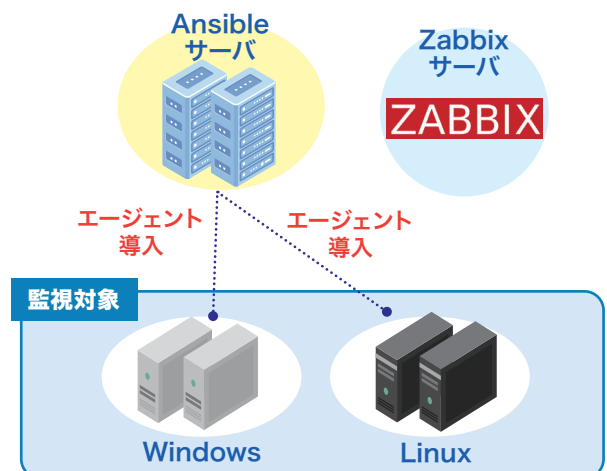 Ansible
サーバ
Zabbix
サーバ
ZABBIX
エージェント
導入
エージェント
導入
監視対象
Windows
Linux